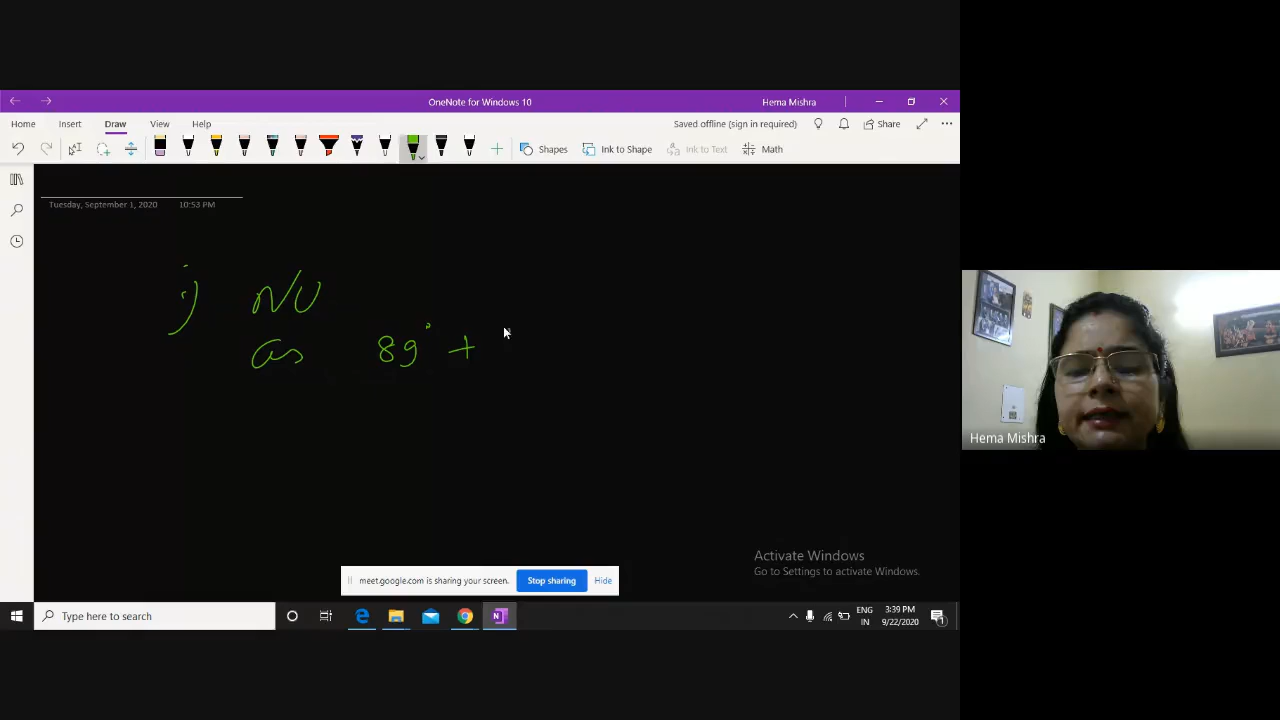 OneNote for Windows 10
Hema Mishra
Home Insert Draw View Help
Saved offline (sign in required)
Share
Shapes
Ink to Shape
Ink to Text
Math
Tuesday, September 1, 2020 10:53 PM
i) NO
as 89° +
Hema Mishra
Activate Windows
Go to Settings to activate Windows.
meet.google.com is sharing your screen.
Stop sharing
Hide
Type here to search
ENG
IN
3:39 PM
9/22/2020
1